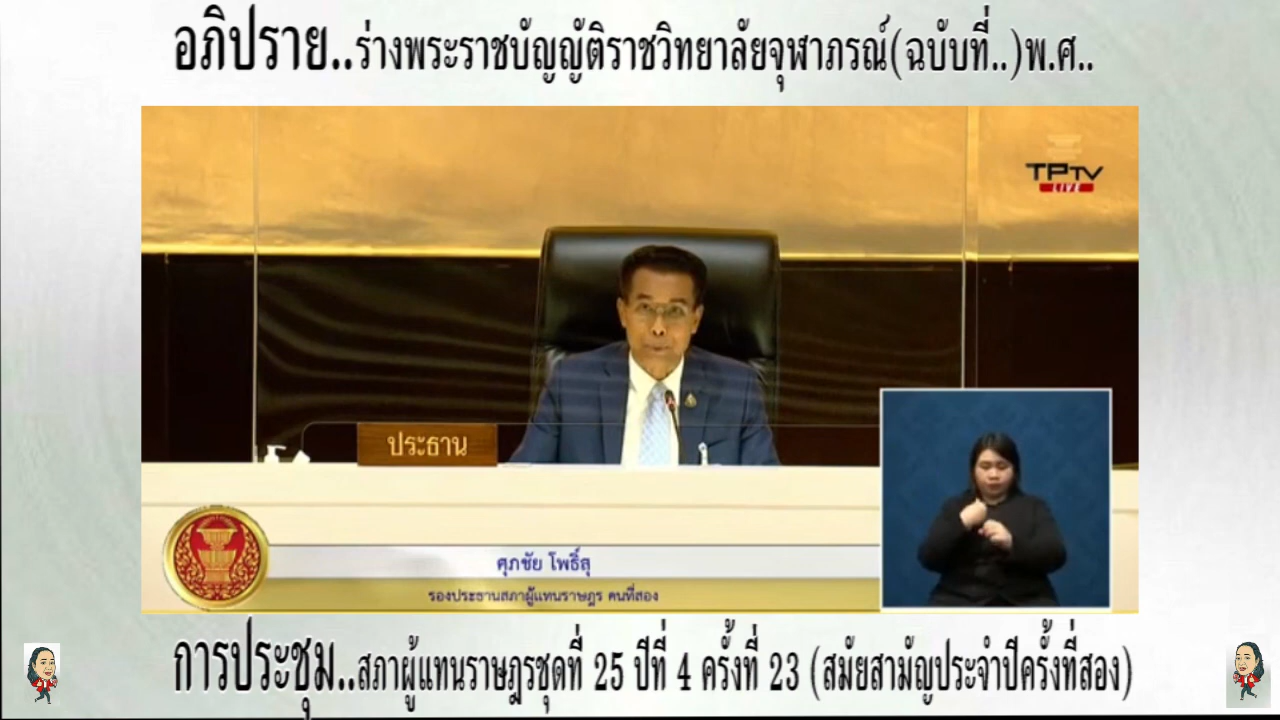 อภิปราย..ร่างพระราชบัญญัติราชวิทยาลัยจุฬาภรณ์(ฉบับที่..)พ.ศ..
TPTV
LIVE
ประธาน
ศุภชัย โพธิ์สุ
รองประธานสภาผู้แทนราษฎร คนที่สอง
การประชุม..สภาผู้แทนราษฎรชุดที่ 25 ปีที่ 4 ครั้งที่ 23 (สมัยสามัญประจำปีครั้งที่สอง)